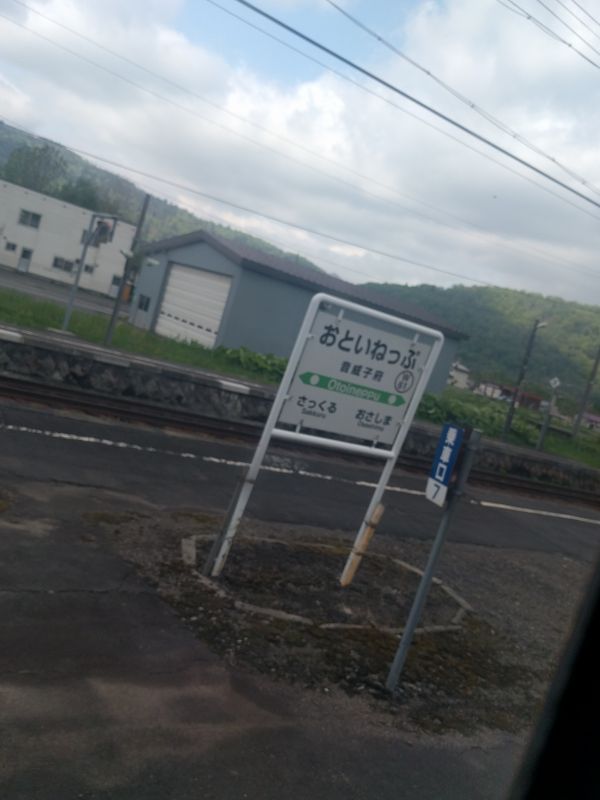 おといねっぷ
音威子府
Otoineppu
さっくる
Sakkuru
おさしま
Osashima
乗車口
7